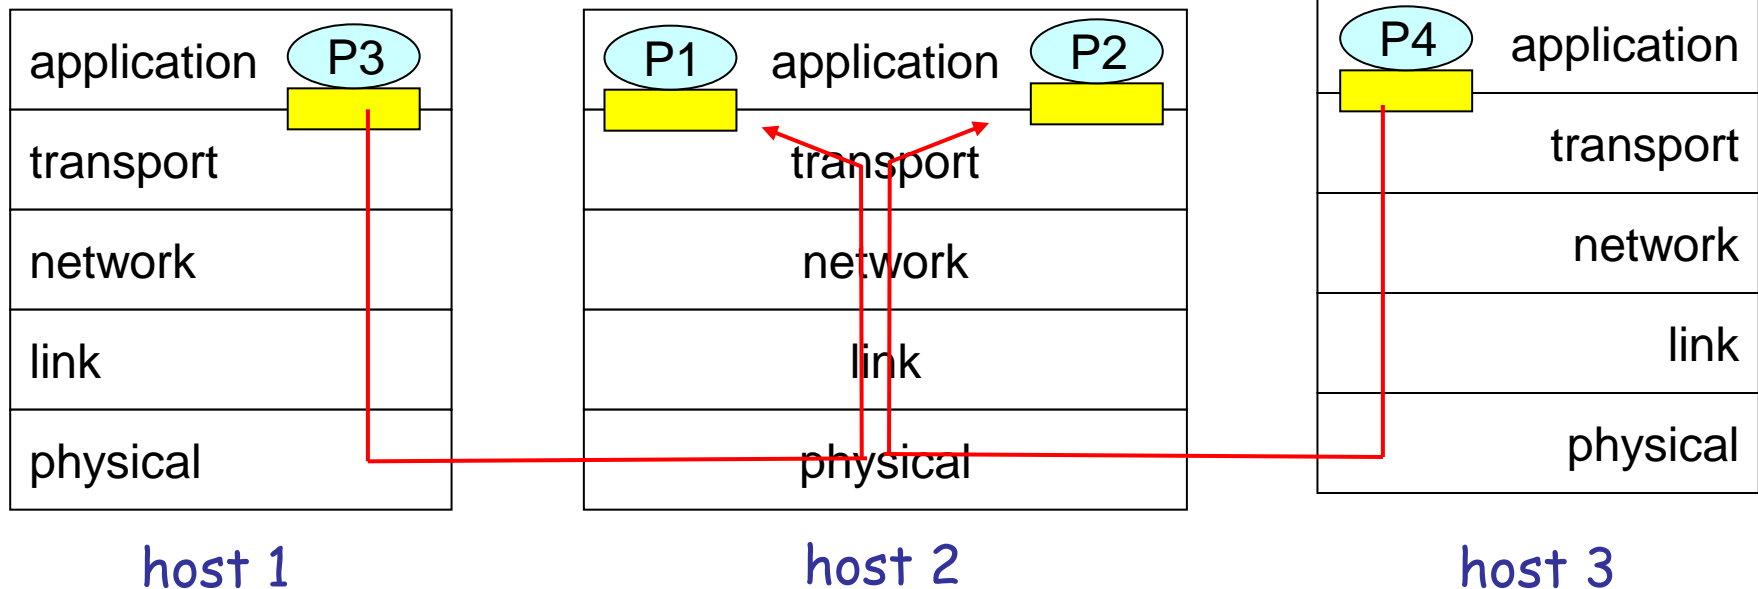 application P3
transport
network
link
physical
host 1
P1 application P2
transport
network
link
physical
host 2
P4 application
transport
network
link
physical
host 3